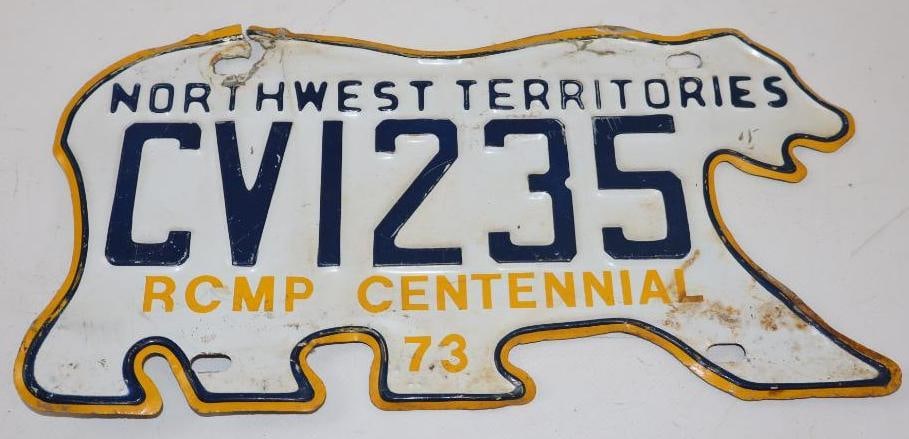 NORTHWEST TERRITORIES
CV1235
RCMP CENTENNIAL
73